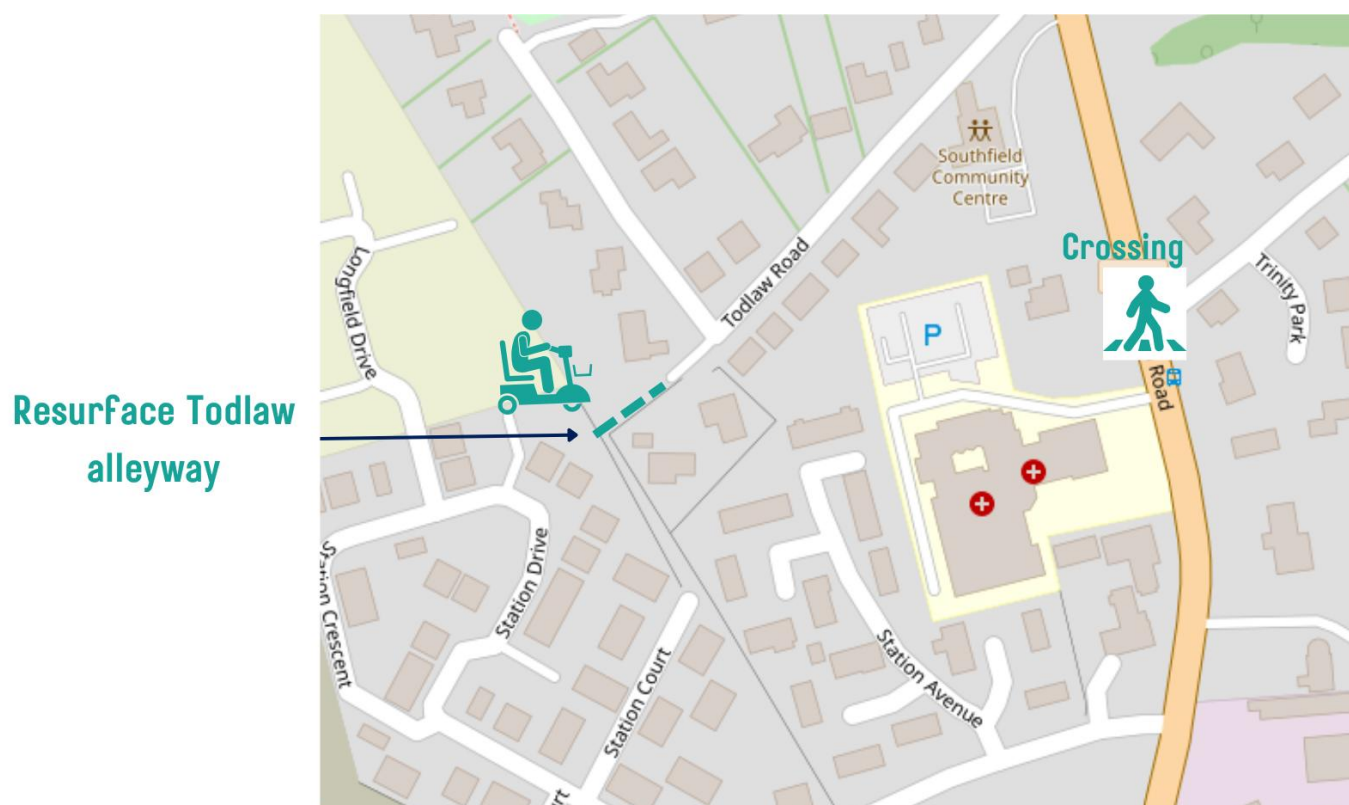 Resurface Todlaw
alleyway
Crossing
Southfield
Community
Centre
Todlaw Road
Longfield Drive
Trinity Park
P
Road
Station Drive
Station Crescent
Station Court
Station Avenue